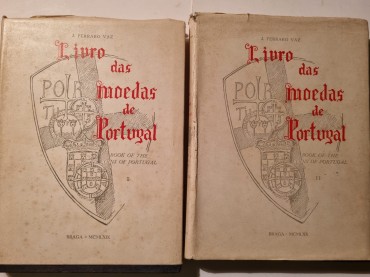 J. FERRARO VAZ
Livro
das
moedas
de
Portugal
BOOK OF THE
COINS OF PORTUGAL
BRAGA
J. FERRARO VAZ
Livro
das
moedas
de
Portugal
BOOK OF THE
OF PORTUGAL
II
BRAGA